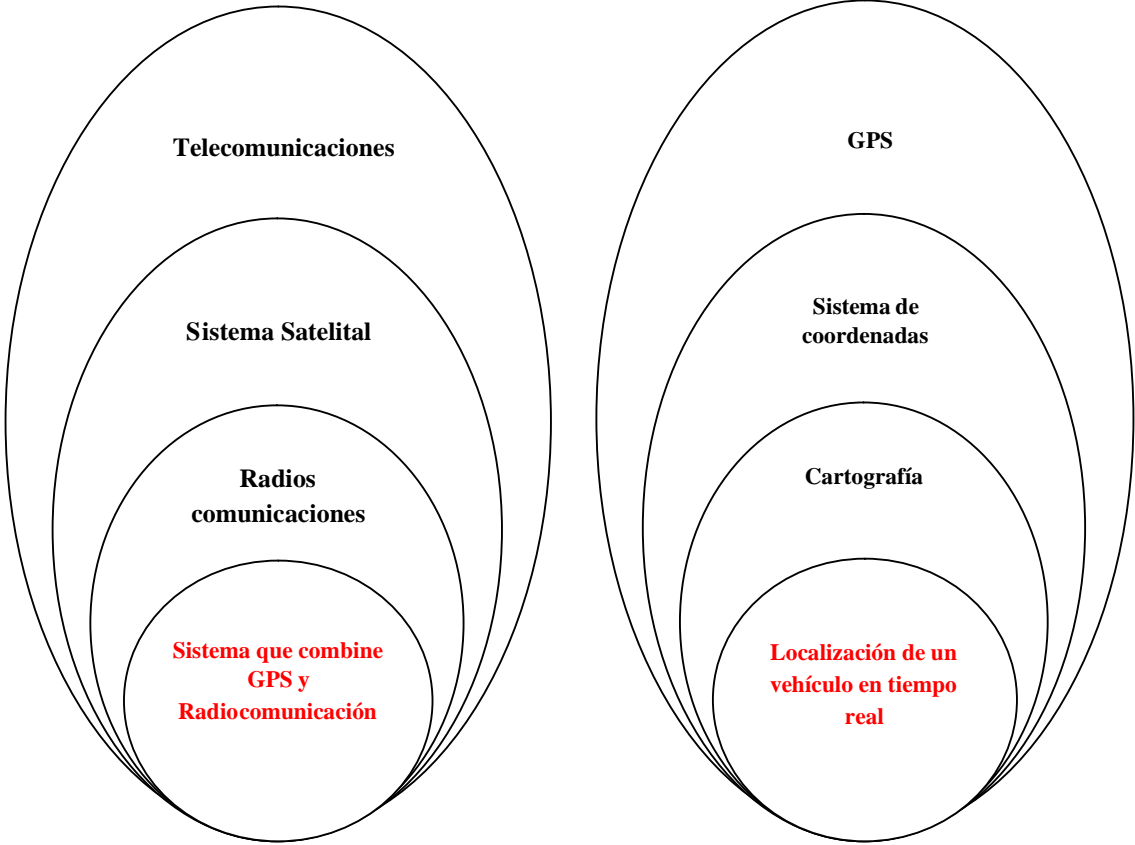 Telecomunicaciones
Sistema Satelital
Radios
comunicaciones
Sistema que combine
GPS y
Radiocomunicación
GPS
Sistema de
coordenadas
Cartografía
Localización de un
vehículo en tiempo
real